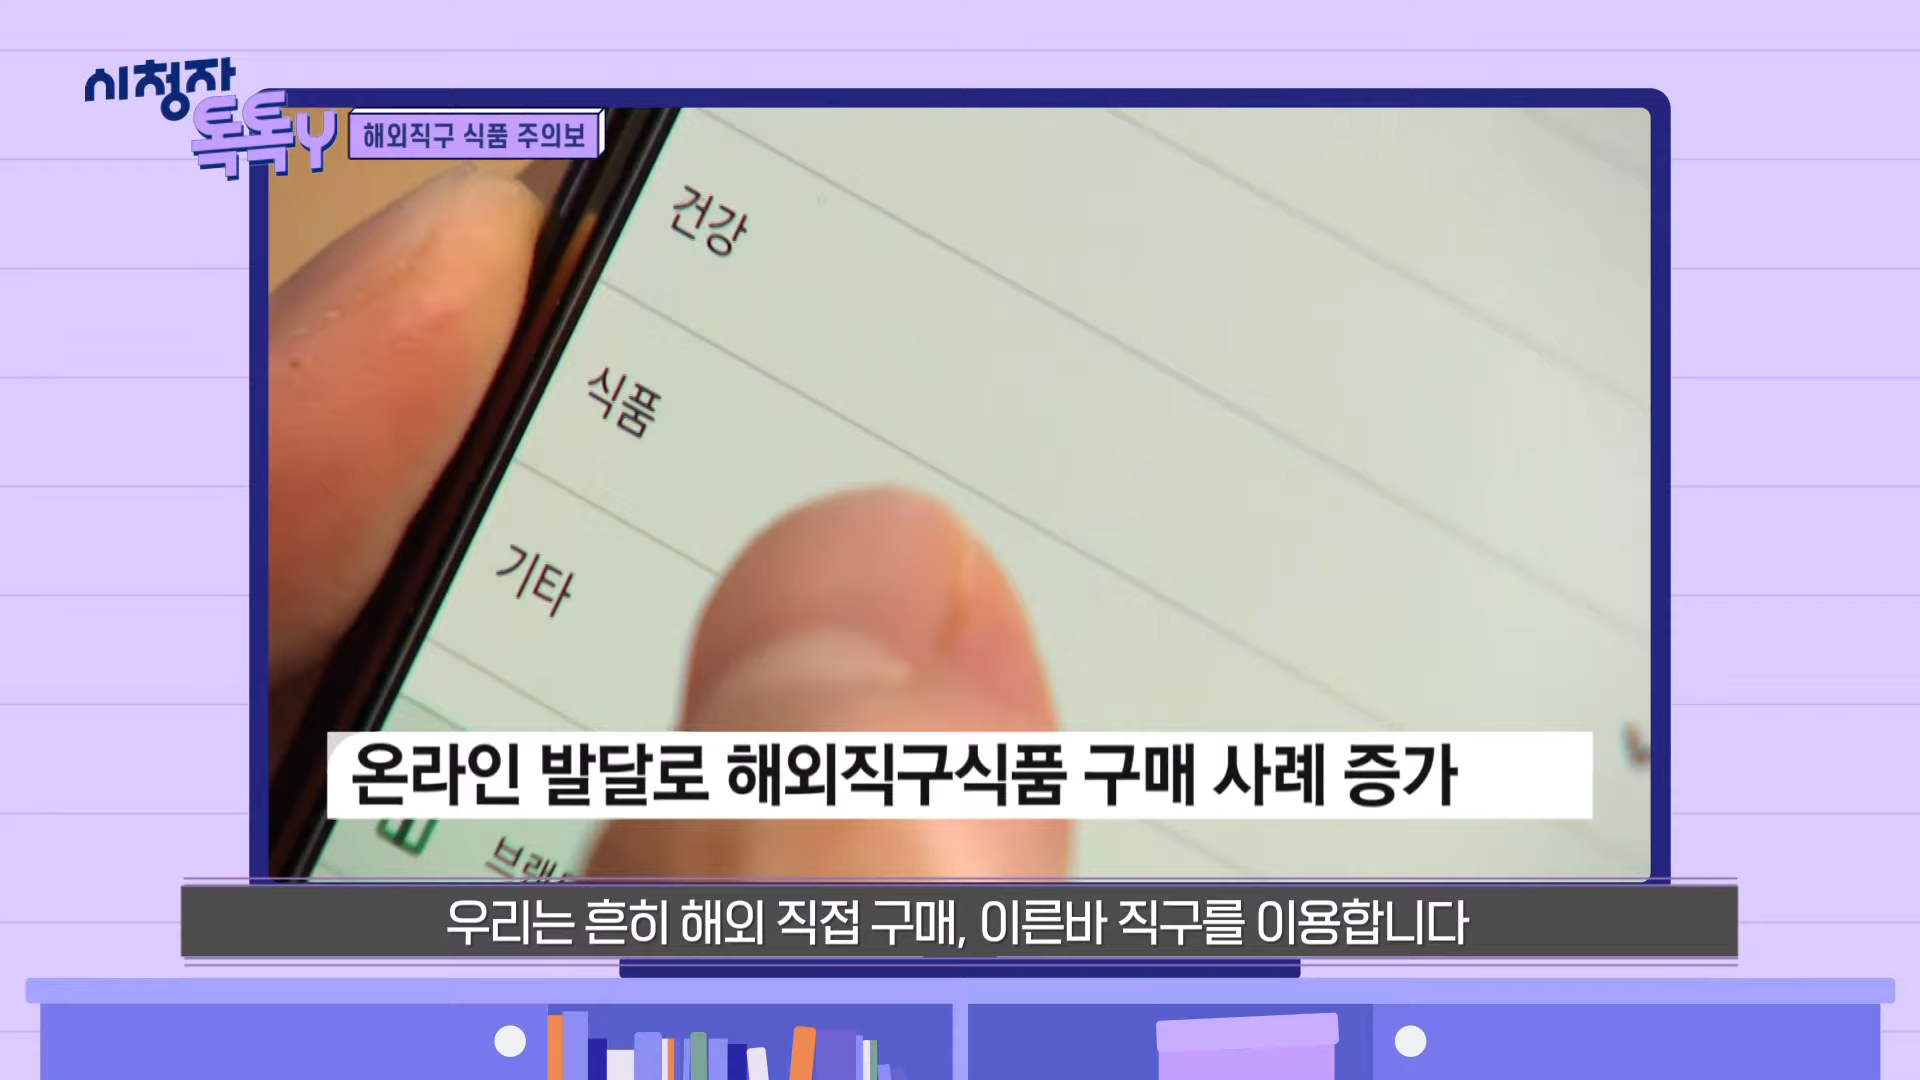 시청자
톡톡Y
해외직구 식품 주의보
건강
식품
기타
온라인 발달로 해외직구식품 구매 사례 증가
우리는 흔히 해외 직접 구매, 이른바 직구를 이용합니다